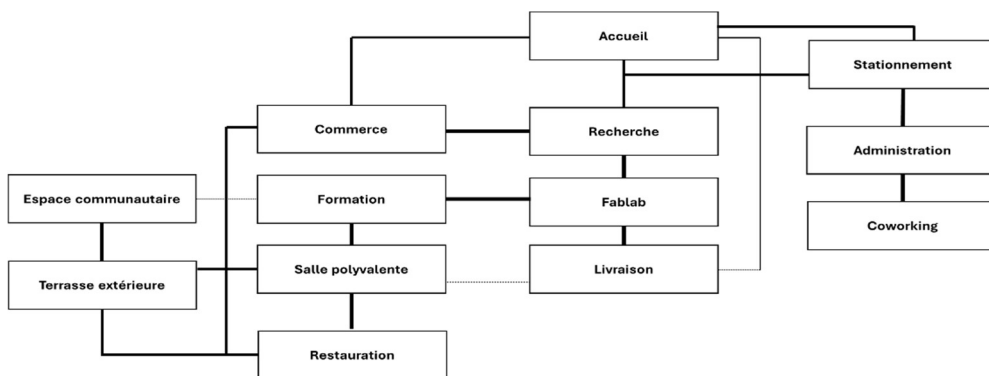 Accueil
Stationnement
Commerce
Recherche
Administration
Espace communautaire
Formation
Fablab
Coworking
Terrasse extérieure
Salle polyvalente
Livraison
Restauration